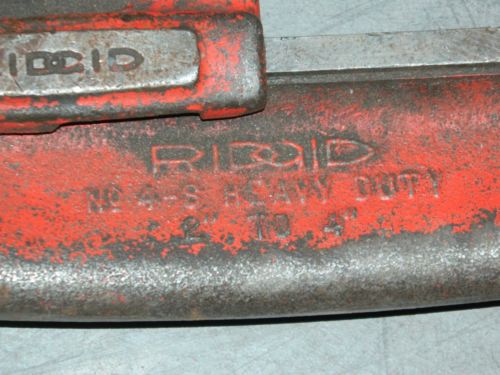 RIDGID
RIDGID
No 4-S HEAVY DUTY
2" TO 4"